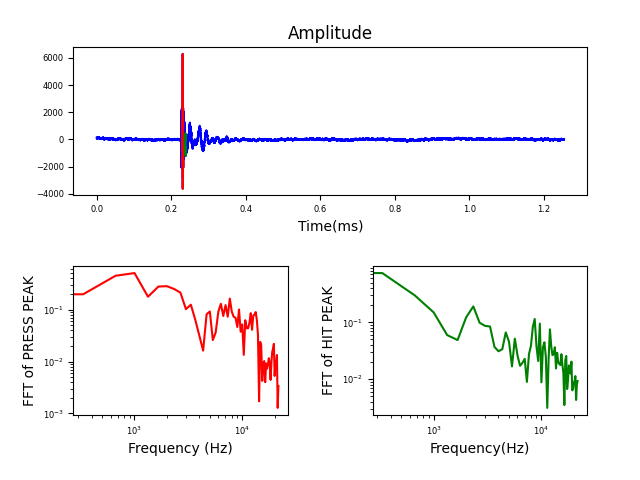 Amplitude
6000
4000
2000
0
−2000
−4000
0.0 0.2 0.4 0.6 0.8 1.0 1.2
Time(ms)
FFT of PRESS PEAK
10⁻¹
10⁻²
10⁻³
10³ 10⁴
Frequency (Hz)
FFT of HIT PEAK
10⁻¹
10⁻²
10³ 10⁴
Frequency(Hz)